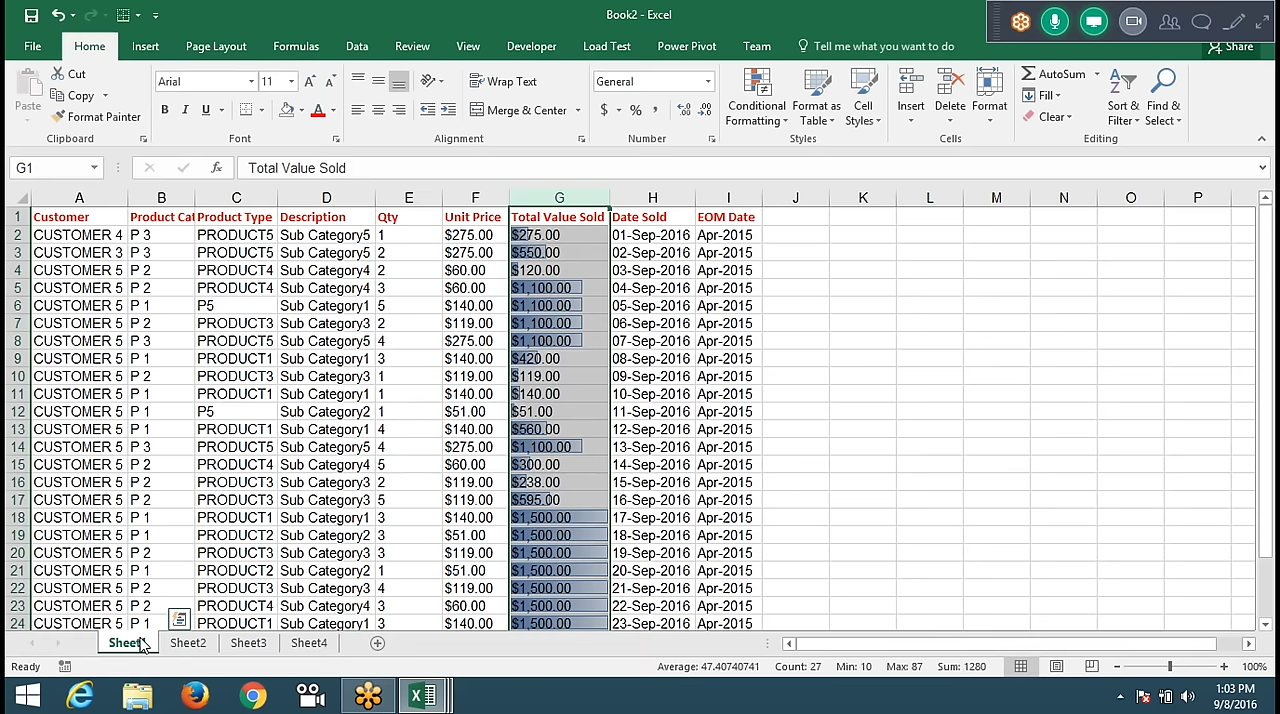 Book2 - Excel
File Home Insert Page Layout Formulas Data Review View Developer Load Test Power Pivot Team Tell me what you want to do Share
Paste Cut Copy Format Painter Clipboard
Arial 11 B I U A Font
Wrap Text Merge & Center Alignment
General $ % , Number
Conditional Formatting Format as Table Cell Styles Styles
Insert Delete Format Cells
AutoSum Fill Clear Sort & Filter Find & Select Editing
G1 fx Total Value Sold
A B C D E F G H I J K L M N O P
1 Customer Product Cat Product Type Description Qty Unit Price Total Value Sold Date Sold EOM Date
2 CUSTOMER 4 P 3 PRODUCT5 Sub Category5 1 $275.00 $275.00 01-Sep-2016 Apr-2015
3 CUSTOMER 3 P 3 PRODUCT5 Sub Category5 2 $275.00 $550.00 02-Sep-2016 Apr-2015
4 CUSTOMER 5 P 2 PRODUCT4 Sub Category4 2 $60.00 $120.00 03-Sep-2016 Apr-2015
5 CUSTOMER 5 P 2 PRODUCT4 Sub Category4 3 $60.00 $1,100.00 04-Sep-2016 Apr-2015
6 CUSTOMER 5 P 1 P5 Sub Category1 5 $140.00 $1,100.00 05-Sep-2016 Apr-2015
7 CUSTOMER 5 P 2 PRODUCT3 Sub Category3 2 $119.00 $1,100.00 06-Sep-2016 Apr-2015
8 CUSTOMER 5 P 3 PRODUCT5 Sub Category5 4 $275.00 $1,100.00 07-Sep-2016 Apr-2015
9 CUSTOMER 5 P 1 PRODUCT1 Sub Category1 3 $140.00 $420.00 08-Sep-2016 Apr-2015
10 CUSTOMER 5 P 2 PRODUCT3 Sub Category3 1 $119.00 $119.00 09-Sep-2016 Apr-2015
11 CUSTOMER 5 P 1 PRODUCT1 Sub Category1 1 $140.00 $140.00 10-Sep-2016 Apr-2015
12 CUSTOMER 5 P 1 P5 Sub Category2 1 $51.00 $51.00 11-Sep-2016 Apr-2015
13 CUSTOMER 5 P 1 PRODUCT1 Sub Category1 4 $140.00 $560.00 12-Sep-2016 Apr-2015
14 CUSTOMER 5 P 3 PRODUCT5 Sub Category5 4 $275.00 $1,100.00 13-Sep-2016 Apr-2015
15 CUSTOMER 5 P 2 PRODUCT4 Sub Category4 5 $60.00 $300.00 14-Sep-2016 Apr-2015
16 CUSTOMER 5 P 2 PRODUCT3 Sub Category3 2 $119.00 $238.00 15-Sep-2016 Apr-2015
17 CUSTOMER 5 P 2 PRODUCT3 Sub Category3 5 $119.00 $595.00 16-Sep-2016 Apr-2015
18 CUSTOMER 5 P 1 PRODUCT1 Sub Category1 3 $140.00 $1,500.00 17-Sep-2016 Apr-2015
19 CUSTOMER 5 P 1 PRODUCT2 Sub Category2 3 $51.00 $1,500.00 18-Sep-2016 Apr-2015
20 CUSTOMER 5 P 2 PRODUCT3 Sub Category3 3 $119.00 $1,500.00 19-Sep-2016 Apr-2015
21 CUSTOMER 5 P 1 PRODUCT2 Sub Category2 1 $51.00 $1,500.00 20-Sep-2016 Apr-2015
22 CUSTOMER 5 P 2 PRODUCT3 Sub Category3 4 $119.00 $1,500.00 21-Sep-2016 Apr-2015
23 CUSTOMER 5 P 2 PRODUCT4 Sub Category4 3 $60.00 $1,500.00 22-Sep-2016 Apr-2015
24 CUSTOMER 5 P 1 PRODUCT1 Sub Category1 3 $140.00 $1,500.00 23-Sep-2016 Apr-2015
Sheet1 Sheet2 Sheet3 Sheet4
Ready Average: 47.40740741 Count: 27 Min: 10 Max: 87 Sum: 1280 100%
1:03 PM
9/8/2016